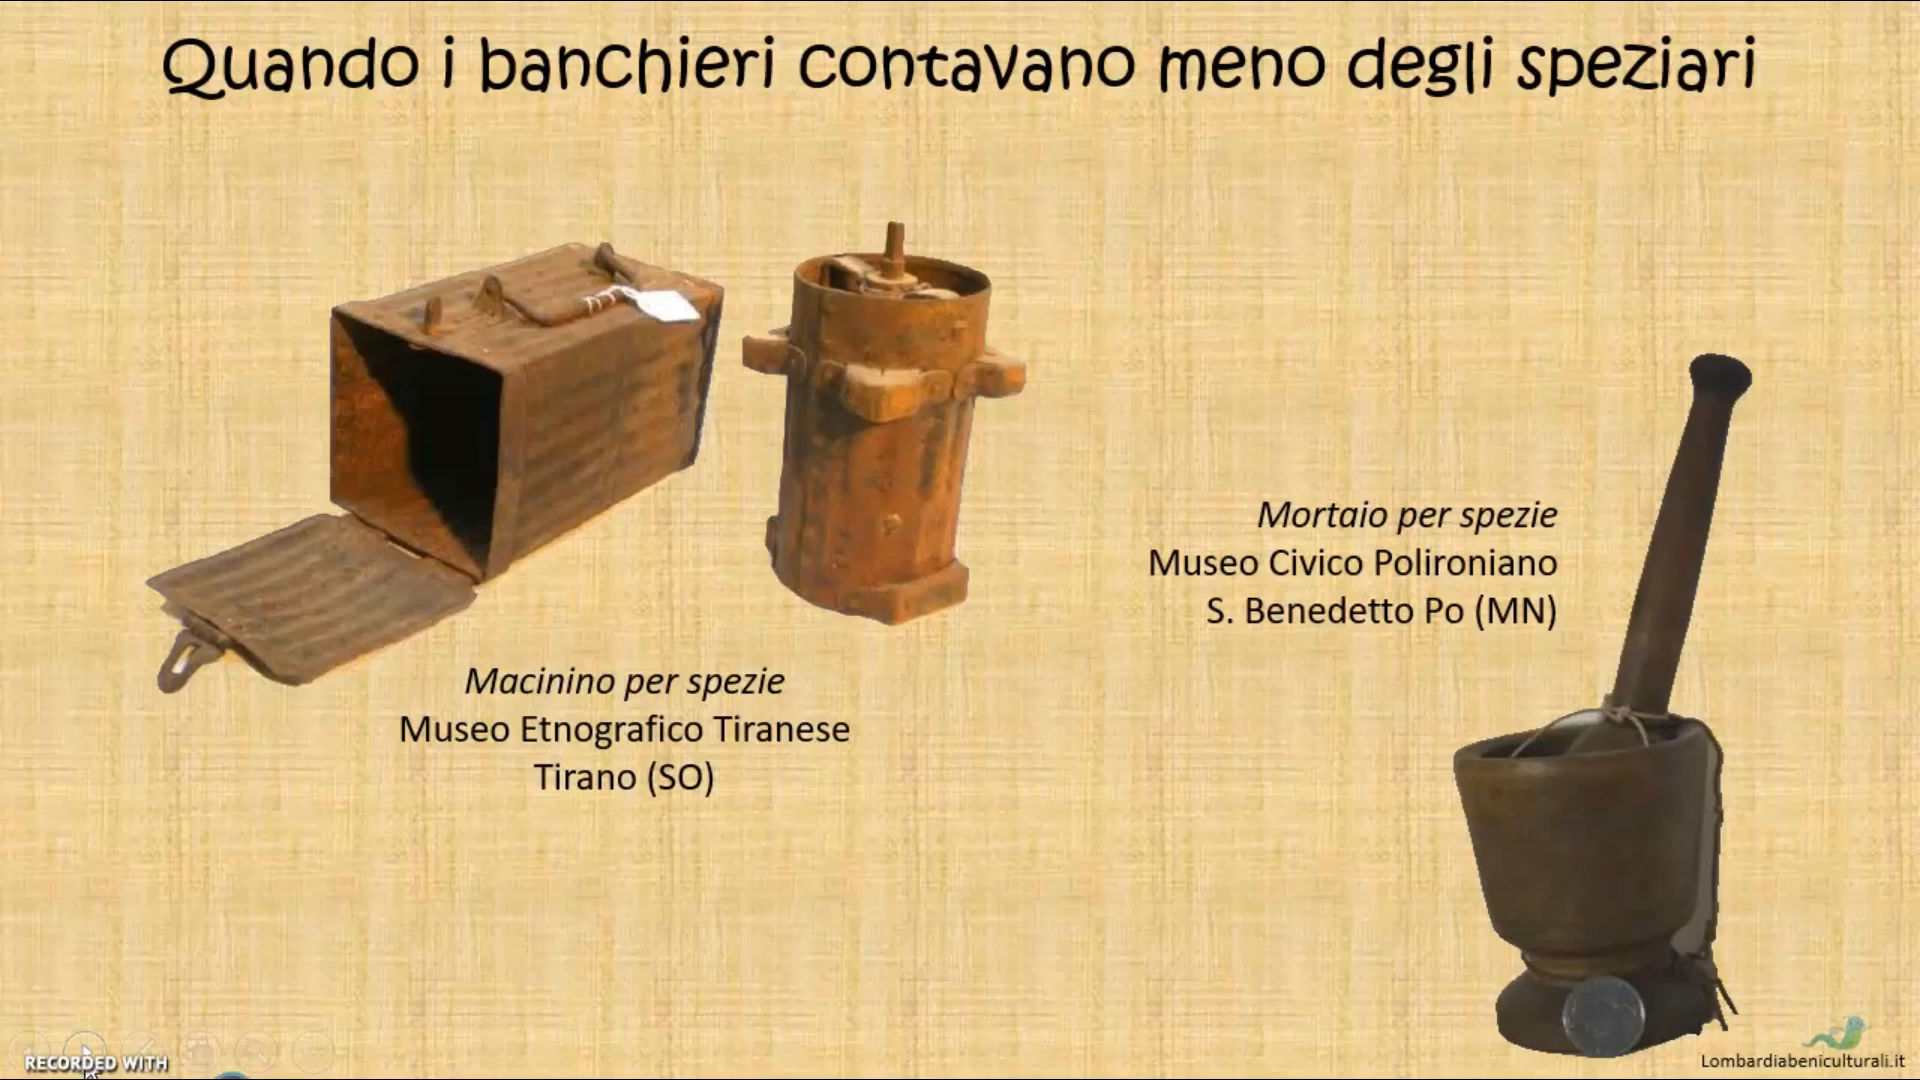 Quando i banchieri contavano meno degli speziari
Mortaio per spezie
Museo Civico Polironiano
S. Benedetto Po (MN)
Macinino per spezie
Museo Etnografico Tiranese
Tirano (SO)
RECORDED WITH
Lombardiabeniculturali.it